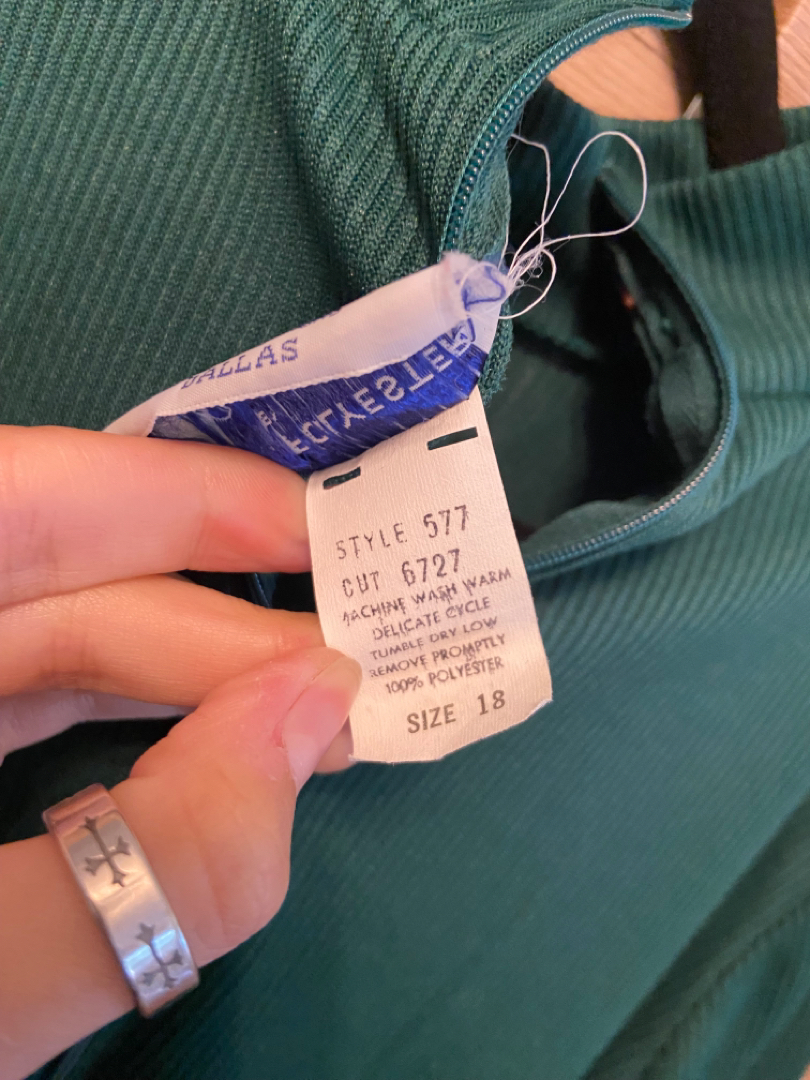 DALLAS
POLYESTER
STYLE 577
CUT 6727
MACHINE WASH WARM
DELICATE CYCLE
TUMBLE DRY LOW
REMOVE PROMPTLY
100% POLYESTER
SIZE 18